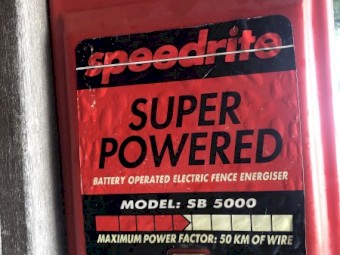 speedrite
SUPER
POWERED
BATTERY OPERATED ELECTRIC FENCE ENERGISER
MODEL: SB 5000
MAXIMUM POWER FACTOR: 50 KM OF WIRE